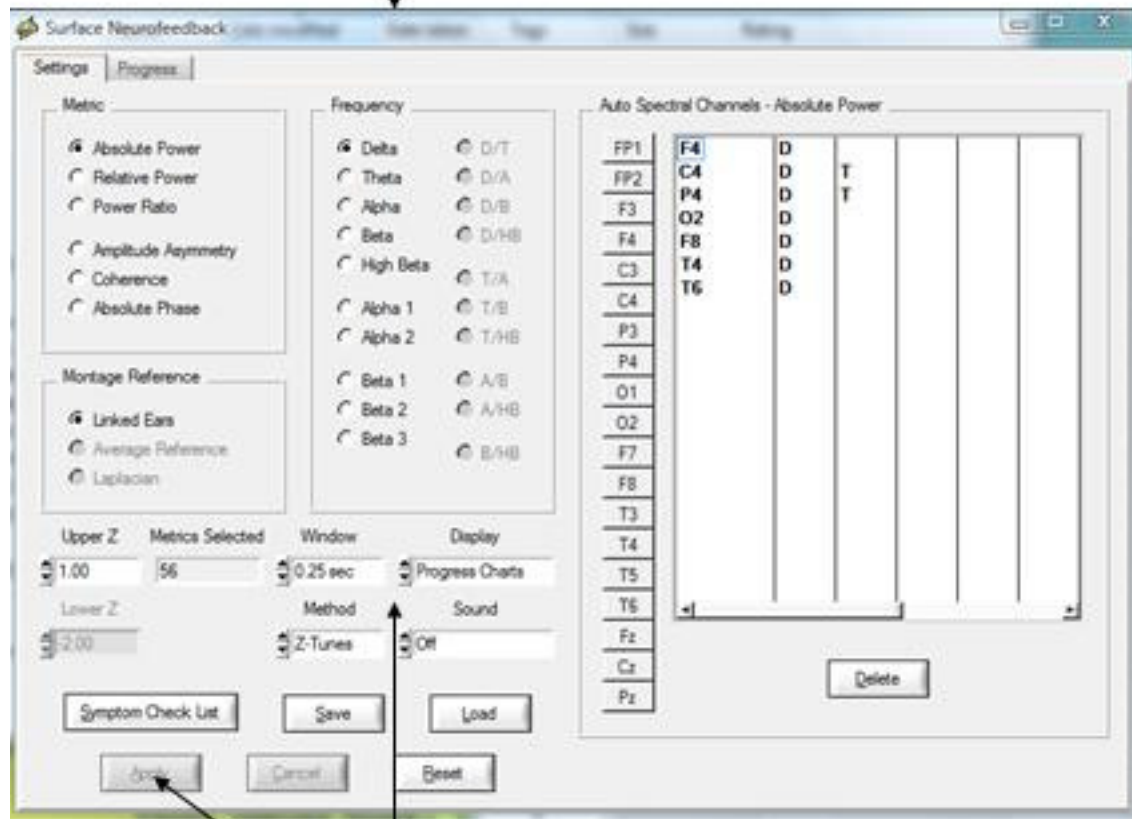 Surface Neurofeedback
Settings Progress
Metric
Absolute Power
Relative Power
Power Ratio
Amplitude Asymmetry
Coherence
Absolute Phase
Montage Reference
Linked Ears
Average Reference
Laplacian
Frequency
Delta D/T
Theta D/A
Alpha D/B
Beta D/HB
High Beta
T/A
Alpha 1 T/B
Alpha 2 T/HB
Beta 1 A/B
Beta 2 A/HB
Beta 3
B/HB
Upper Z Metrics Selected Window Display
1.00 56 0.25 sec Progress Charts
Lower Z Method Sound
-2.00 Z-Tunes Off
Symptom Check List Save Load
Apply Cancel Reset
Auto Spectral Channels - Absolute Power
FP1
FP2
F3
F4
C3
C4
P3
P4
O1
O2
F7
F8
T3
T4
T5
T6
Fz
Cz
Pz
F4 D
C4 D T
P4 D T
O2 D
F8 D
T4 D
T6 D
Delete